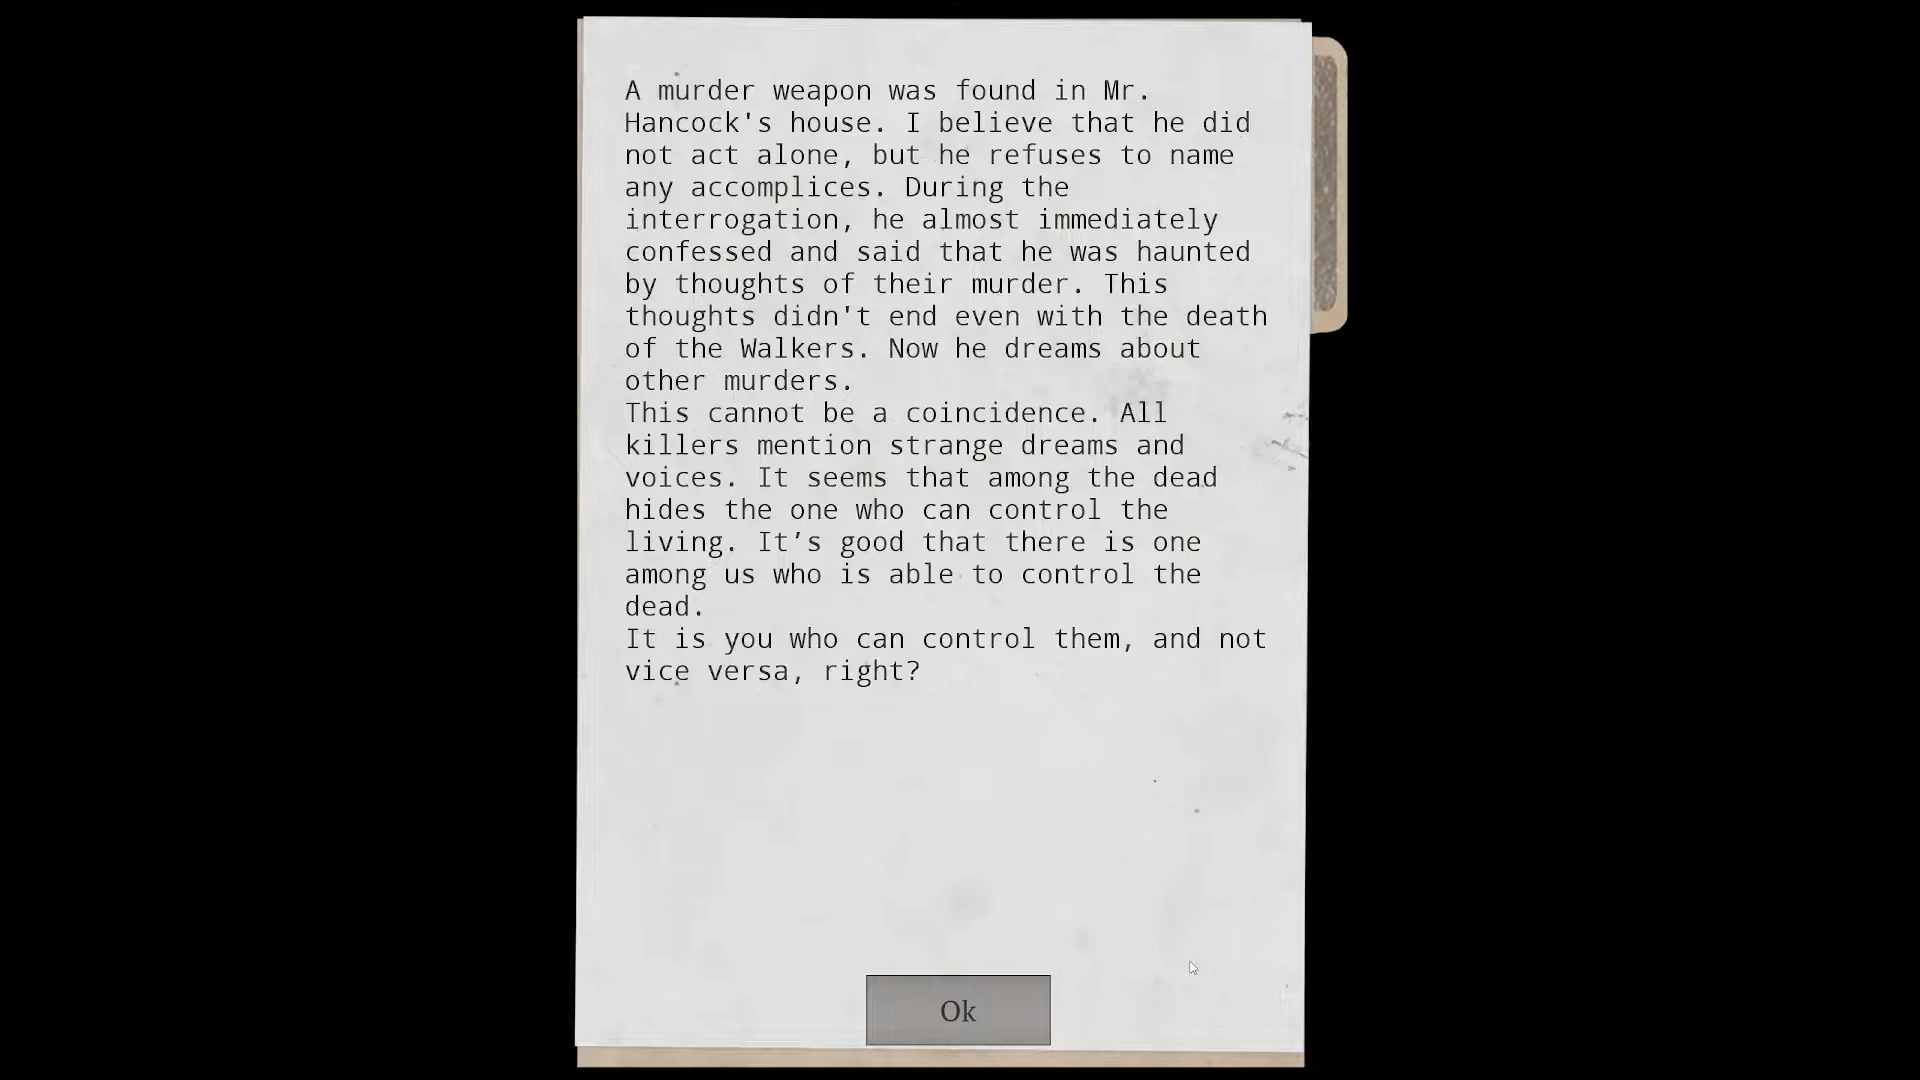 A murder weapon was found in Mr.
Hancock's house. I believe that he did
not act alone, but he refuses to name
any accomplices. During the
interrogation, he almost immediately
confessed and said that he was haunted
by thoughts of their murder. This
thoughts didn't end even with the death
of the Walkers. Now he dreams about
other murders.
This cannot be a coincidence. All
killers mention strange dreams and
voices. It seems that among the dead
hides the one who can control the
living. It’s good that there is one
among us who is able to control the
dead.
It is you who can control them, and not
vice versa, right?
Ok